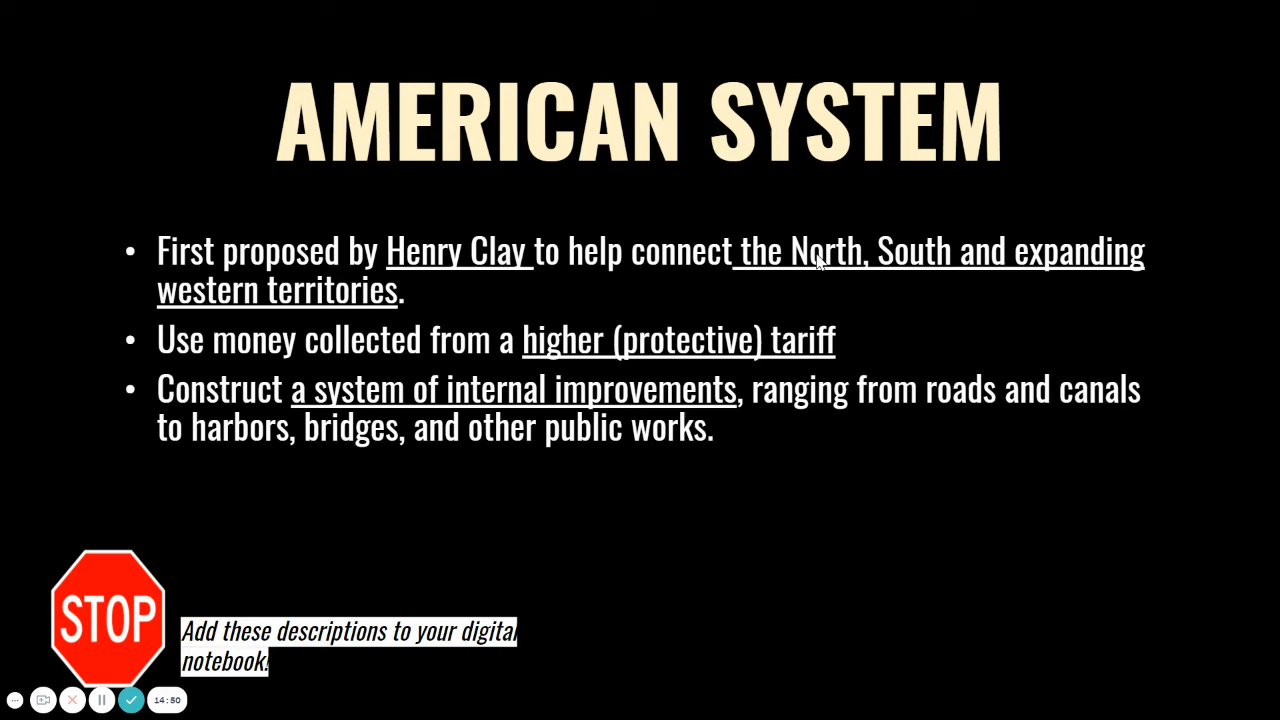 AMERICAN SYSTEM
• First proposed by Henry Clay to help connect the North, South and expanding
western territories.
• Use money collected from a higher (protective) tariff
• Construct a system of internal improvements, ranging from roads and canals
to harbors, bridges, and other public works.
STOP
Add these descriptions to your digital
notebook!
14:50